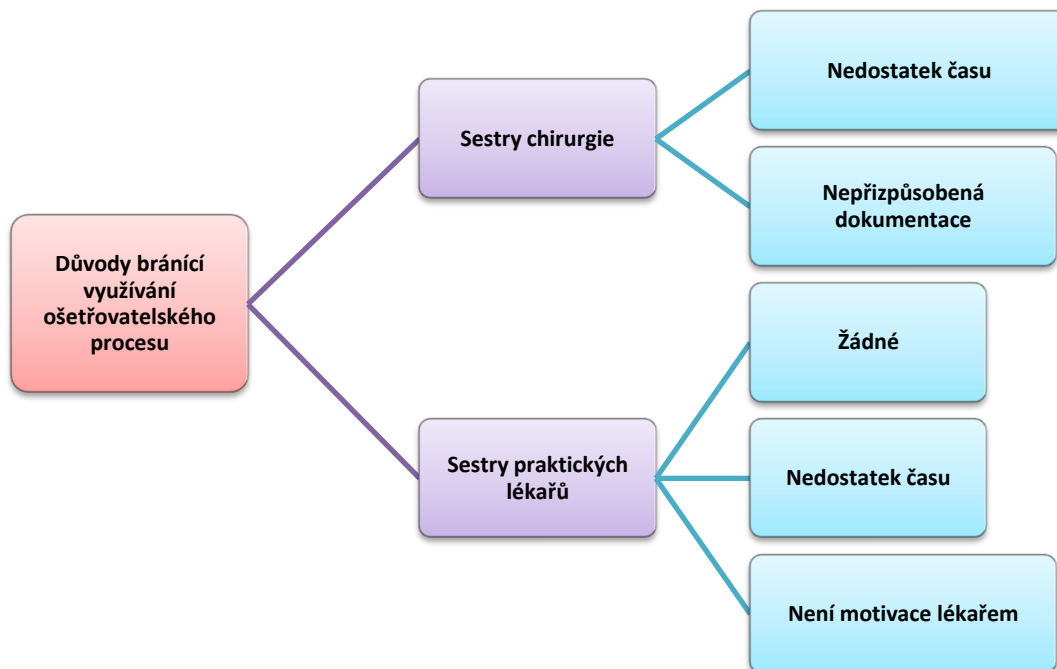 Důvody bránící
využívání
ošetřovatelského
procesu
Sestry chirurgie
Nedostatek času
Nepřizpůsobená
dokumentace
Sestry praktických
lékařů
Žádné
Nedostatek času
Není motivace lékařem